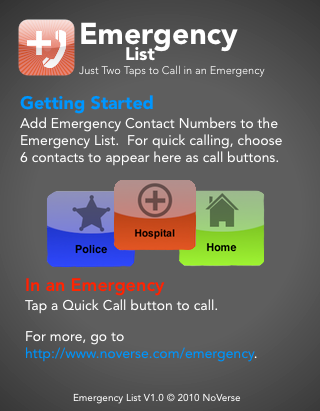 Emergency
List
Just Two Taps to Call in an Emergency
Getting Started
Add Emergency Contact Numbers to the
Emergency List. For quick calling, choose
6 contacts to appear here as call buttons.
Police
Hospital
Home
In an Emergency
Tap a Quick Call button to call.
For more, go to
http://www.noverse.com/emergency.
Emergency List V1.0 © 2010 NoVerse